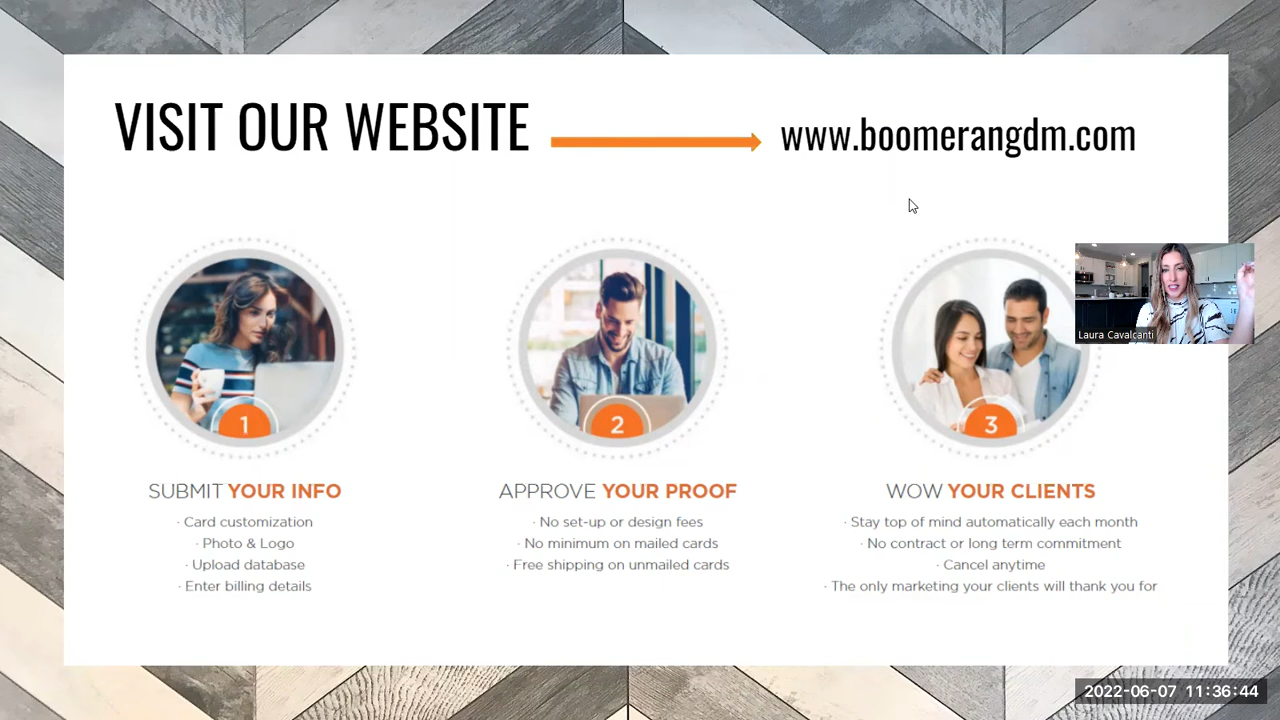 VISIT OUR WEBSITE
www.boomerangdm.com
Laura Cavalcanti
1
2
3
SUBMIT YOUR INFO
· Card customization
· Photo & Logo
· Upload database
· Enter billing details
APPROVE YOUR PROOF
· No set-up or design fees
· No minimum on mailed cards
· Free shipping on unmailed cards
WOW YOUR CLIENTS
· Stay top of mind automatically each month
· No contract or long term commitment
· Cancel anytime
· The only marketing your clients will thank you for
2022-06-07 11:36:44